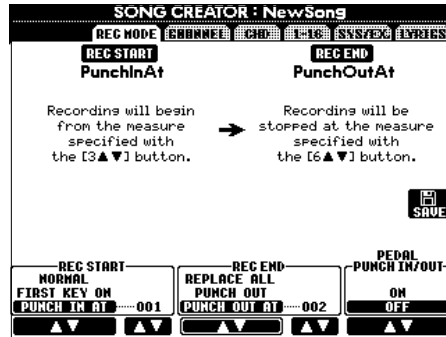 SONG CREATOR : NewSong
REC MODE CHANNEL CHD 1-16 SYS/EX. LYRICS
REC START REC END
PunchInAt PunchOutAt
Recording will begin
from the measure
specified with
the [3▲▼] button.
Recording will be
stopped at the measure
specified with
the [6▲▼] button.
SAVE
REC START
NORMAL
FIRST KEY ON
PUNCH IN AT 001
REC END
REPLACE ALL
PUNCH OUT
PUNCH OUT AT 002
PEDAL
PUNCH IN/OUT
ON
OFF